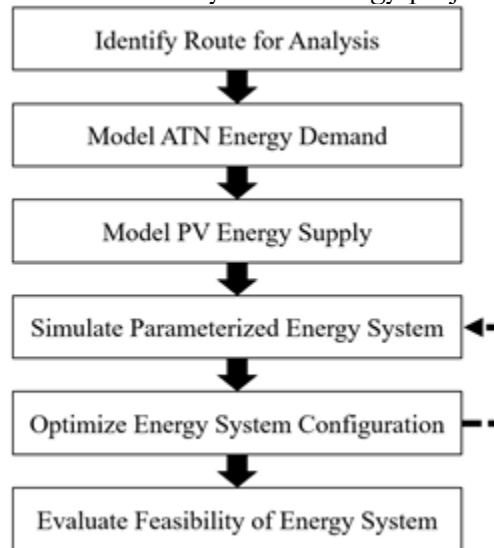 Identify Route for Analysis
Model ATN Energy Demand
Model PV Energy Supply
Simulate Parameterized Energy System
Optimize Energy System Configuration
Evaluate Feasibility of Energy System